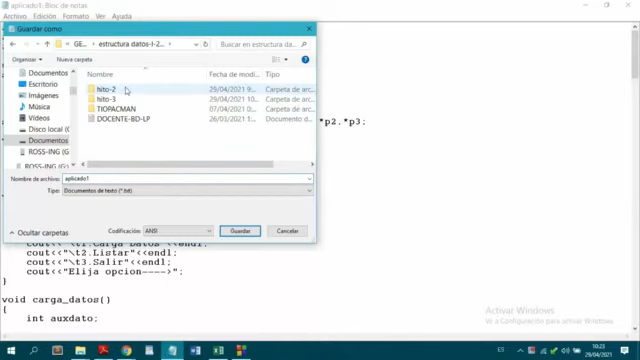 aplicado1: Bloc de notas
Archivo Edición Formato Ver Ayuda
Guardar como
GE... estructura datos-I-2...
Buscar en estructura da...
Organizar Nueva carpeta
Nombre Fecha de modi... Tipo
Documentos
Escritorio
Imágenes
Música
Vídeos
Disco local (
Documentos
ROSS-ING (
ROSS-ING (
hito-2 29/04/2021 9:... Carpeta de arc...
hito-3 29/04/2021 10... Carpeta de arc...
TIOPACMAN 07/04/2021 0:... Carpeta de arc...
DOCENTE-BD-LP 26/03/2021 1:... Documento d
*p2.*p3;
Nombre de archivo: aplicado1
Tipo: Documentos de texto (*.txt)
Ocultar carpetas Codificación: ANSI Guardar Cancelar
cout<<"\t1.Carga Datos"<<endl;
cout<<"\t2.Listar"<<endl;
cout<<"\t3.Salir"<<endl;
cout<<"Elija opcion---->";
}
void carga_datos()
{
int auxdato;
Activar Windows
Ve a Configuración para activar Windows.
ES 10:23
29/04/2021